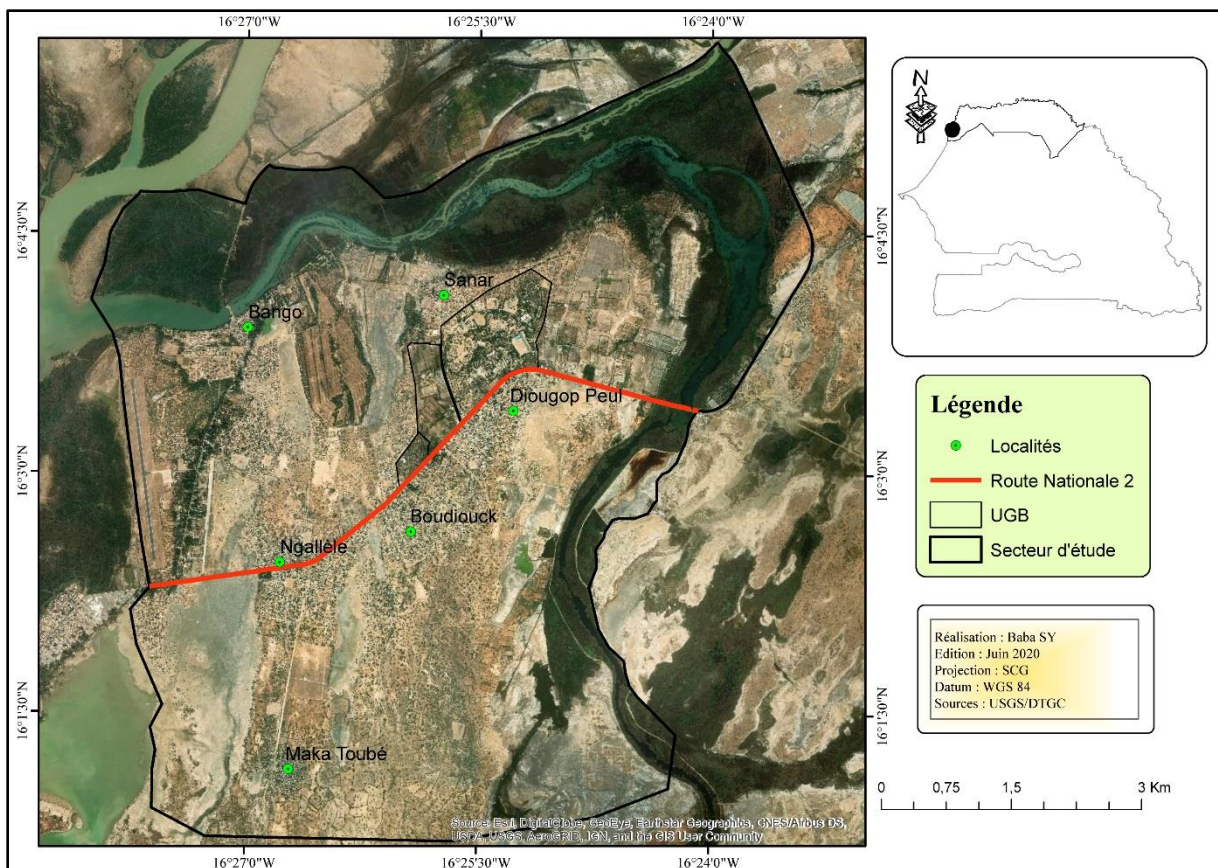 16°27'0"W
16°25'30"W
16°24'0"W
16°4'30"N
16°3'0"N
16°1'30"N
Sanar
Bango
Diougop Peul
Boudiouck
Ngallèle
Maka Toubé
Source: Esri, DigitalGlobe, GeoEye, Earthstar Geographics, CNES/Airbus DS,
USDA, USGS, AeroGRID, IGN, and the GIS User Community
16°4'30"N
16°3'0"N
16°1'30"N
16°27'0"W
16°25'30"W
16°24'0"W
N
Légende
Localités
Route Nationale 2
UGB
Secteur d'étude
Réalisation : Baba SY
Edition : Juin 2020
Projection : SCG
Datum : WGS 84
Sources : USGS/DTGC
0 0,75 1,5 3 Km